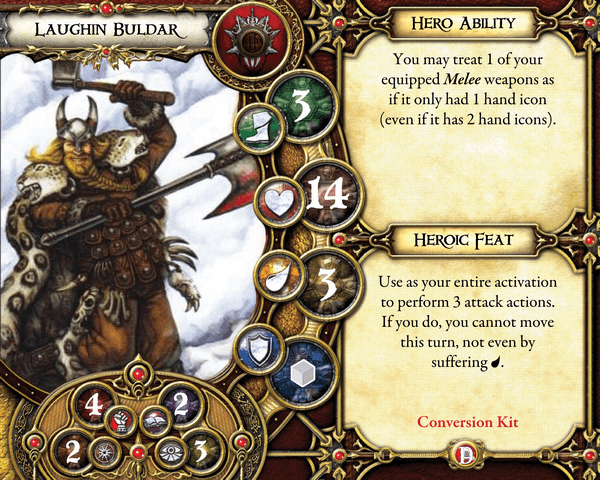 Laughin Buldar
3
14
3
4
2
2
3
Hero Ability
You may treat 1 of your
equipped Melee weapons as
if it only had 1 hand icon
(even if it has 2 hand icons).
Heroic Feat
Use as your entire activation
to perform 3 attack actions.
If you do, you cannot move
this turn, not even by
suffering .
Conversion Kit
D